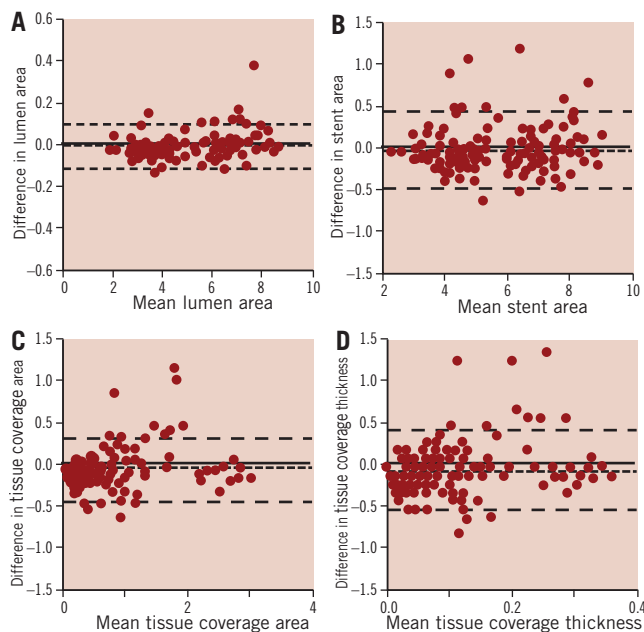 A
Difference in lumen area
0.6
0.4
0.2
0.0
−0.2
−0.4
−0.6
0 2 4 6 8 10
Mean lumen area
B
Difference in stent area
1.5
1.0
0.5
0.0
−0.5
−1.0
−1.5
2 4 6 8 10
Mean stent area
C
Difference in tissue coverage area
1.5
1.0
0.5
0.0
−0.5
−1.0
−1.5
0 1 2 4
Mean tissue coverage area
D
Difference in tissue coverage thickness
1.5
1.0
0.5
0.0
−0.5
−1.0
−1.5
0.0 0.2 0.4
Mean tissue coverage thickness